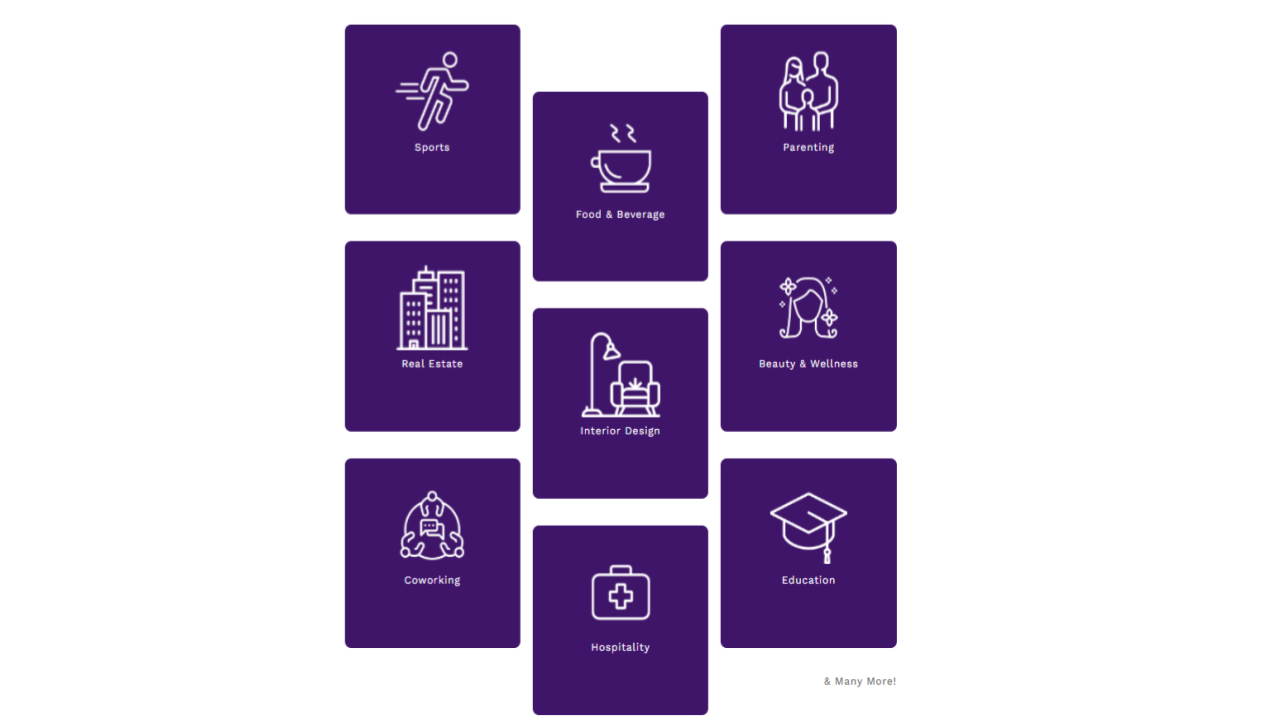 Sports
Parenting
Food & Beverage
Real Estate
Beauty & Wellness
Interior Design
Coworking
Education
Hospitality
& Many More!